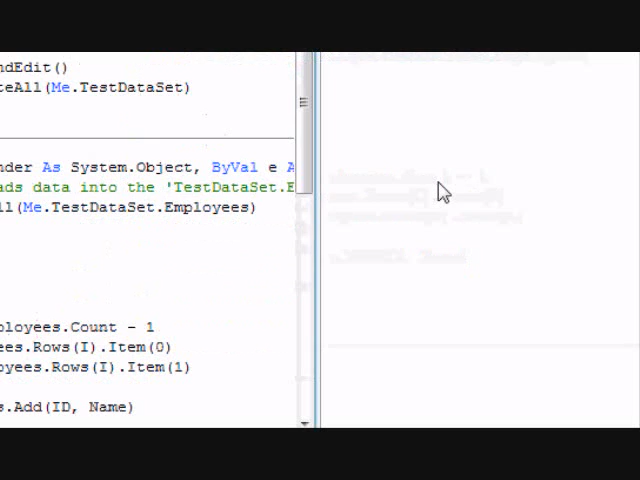 ndEdit()
teAll(Me.TestDataSet)
nder As System.Object, ByVal e A
ads data into the 'TestDataSet.E
ll(Me.TestDataSet.Employees)
ployees.Count - 1
ees.Rows(I).Item(0)
oyees.Rows(I).Item(1)
s.Add(ID, Name)